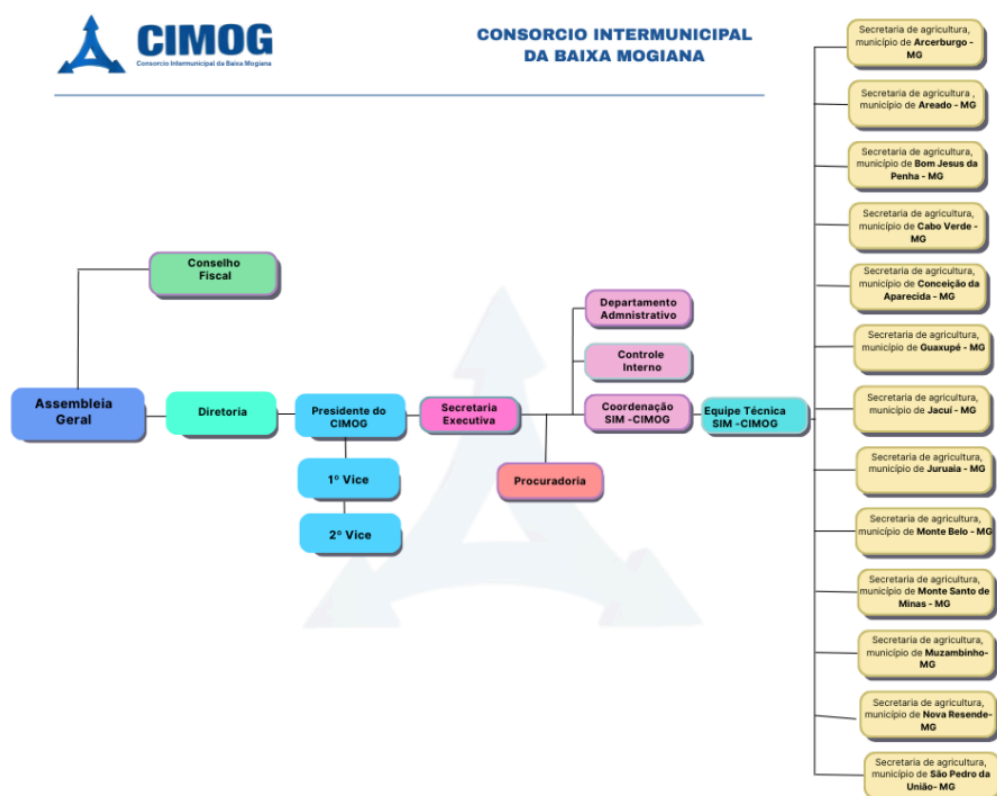 CIMOG
Consorcio Intermunicipal da Baixa Mogiana
CONSORCIO INTERMUNICIPAL
DA BAIXA MOGIANA
Conselho
Fiscal
Assembleia
Geral
Diretoria
Presidente do
CIMOG
1º Vice
2º Vice
Secretaria
Executiva
Procuradoria
Departamento
Admnistrativo
Controle
Interno
Coordenação
SIM -CIMOG
Equipe Técnica
SIM -CIMOG
Secretaria de agricultura,
município de Arcerburgo -
MG
Secretaria de agricultura ,
município de Areado - MG
Secretaria de agricultura,
município de Bom Jesus da
Penha - MG
Secretaria de agricultura,
município de Cabo Verde -
MG
Secretaria de agricultura,
município de Conceição da
Aparecida - MG
Secretaria de agricultura,
município de Guaxupé - MG
Secretaria de agricultura,
município de Jacuí - MG
Secretaria de agricultura,
município de Juruaia - MG
Secretaria de agricultura,
município de Monte Belo - MG
Secretaria de agricultura,
município de Monte Santo de
Minas - MG
Secretaria de agricultura,
município de Muzambinho-
MG
Secretaria de agricultura,
município de Nova Resende-
MG
Secretaria de agricultura,
município de São Pedro da
União- MG